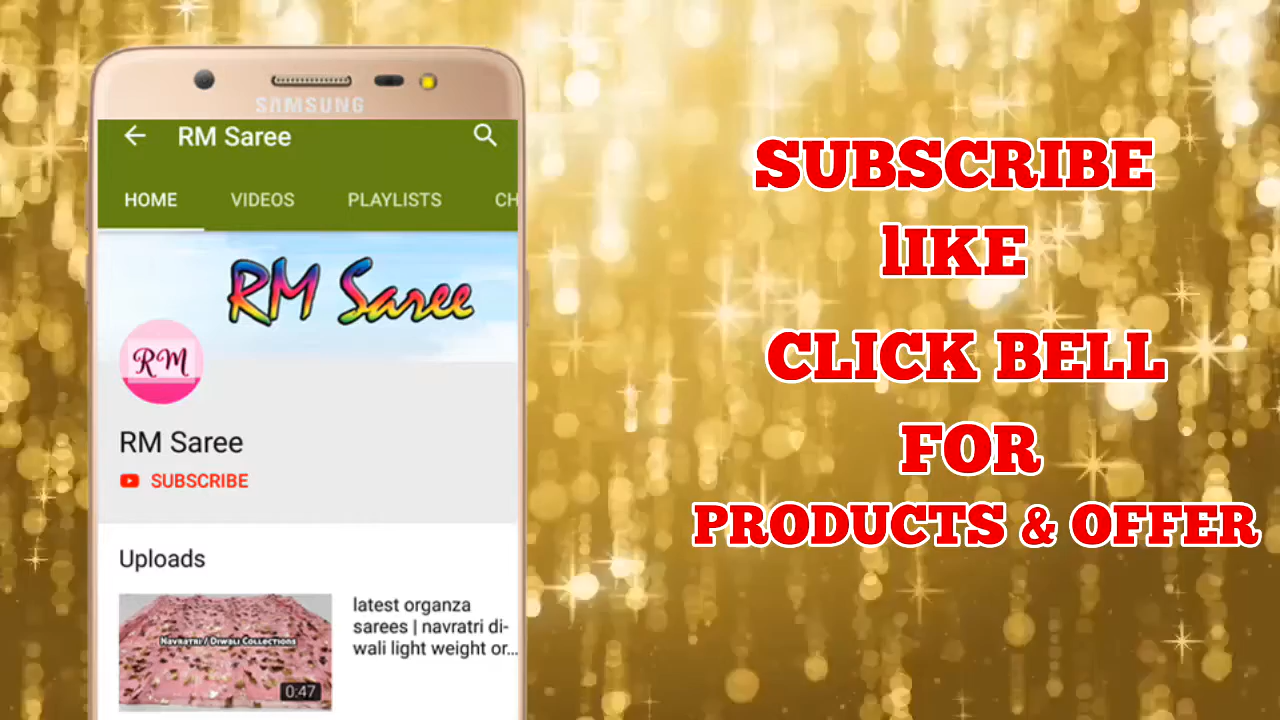 SAMSUNG
RM Saree
HOME VIDEOS PLAYLISTS CH
RM Saree
RM
RM Saree
SUBSCRIBE
Uploads
Navratri / Diwali Collections
0:47
latest organza
sarees | navratri di-
wali light weight or...
SUBSCRIBE
lIKE
CLICK BELL
FOR
PRODUCTS & OFFER